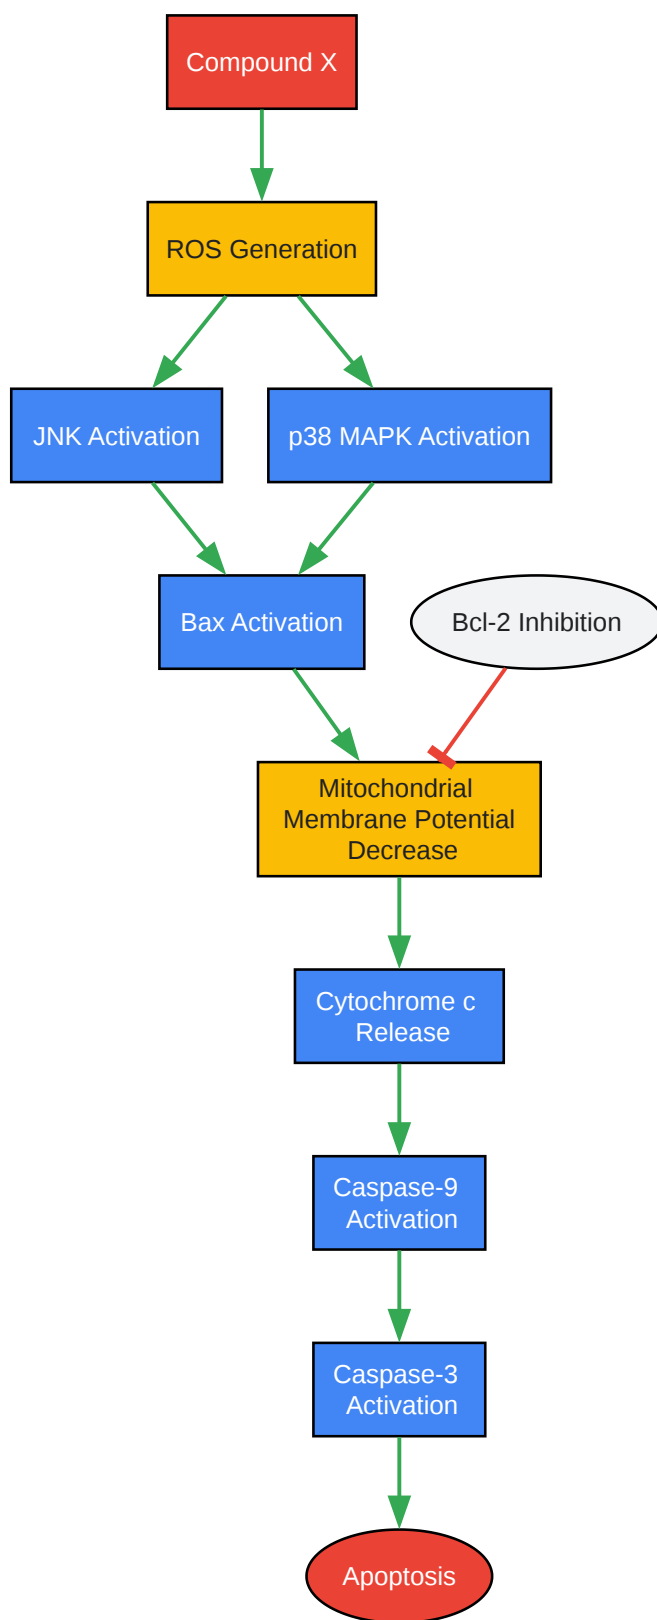 Compound X
ROS Generation
JNK Activation
p38 MAPK Activation
Bax Activation
Bcl-2 Inhibition
Mitochondrial
Membrane Potential
Decrease
Cytochrome c
Release
Caspase-9
Activation
Caspase-3
Activation
Apoptosis